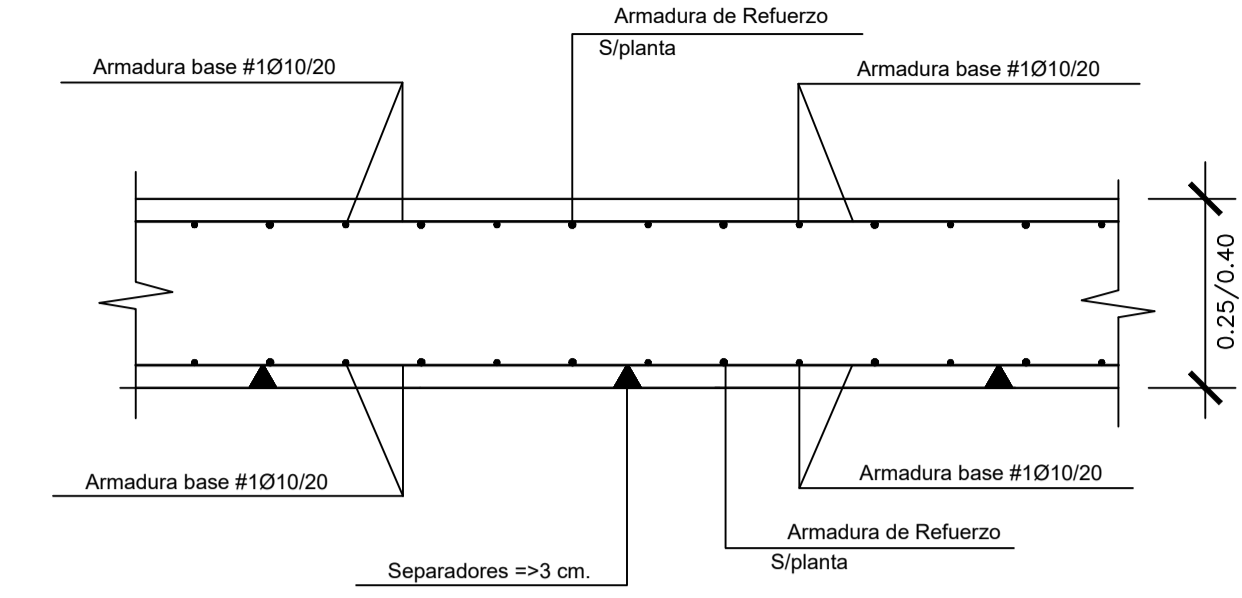 Armadura de Refuerzo
S/planta
Armadura base #1Ø10/20
Armadura base #1Ø10/20
0.25/0.40
Armadura base #1Ø10/20
Armadura base #1Ø10/20
Armadura de Refuerzo
S/planta
Separadores =>3 cm.